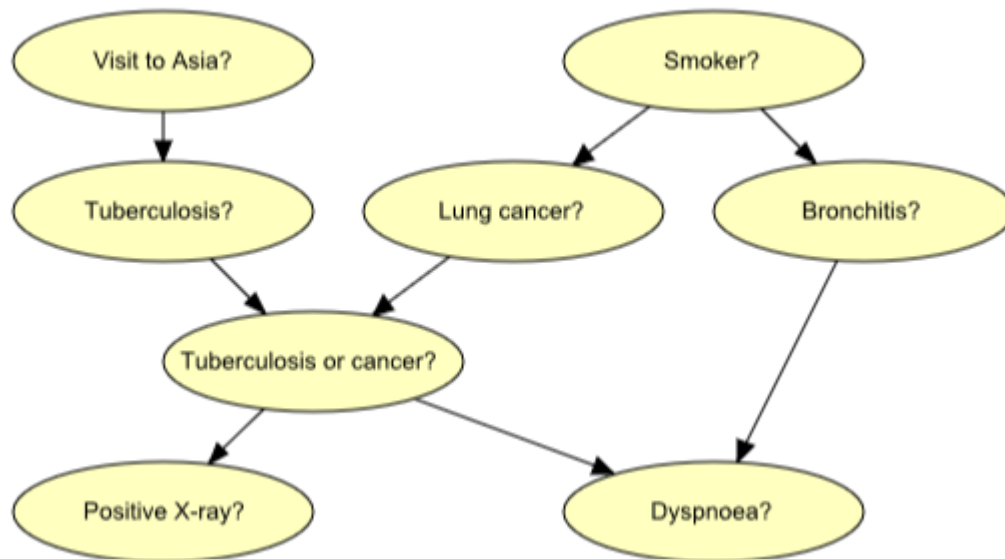 Visit to Asia?
Smoker?
Tuberculosis?
Lung cancer?
Bronchitis?
Tuberculosis or cancer?
Positive X-ray?
Dyspnoea?